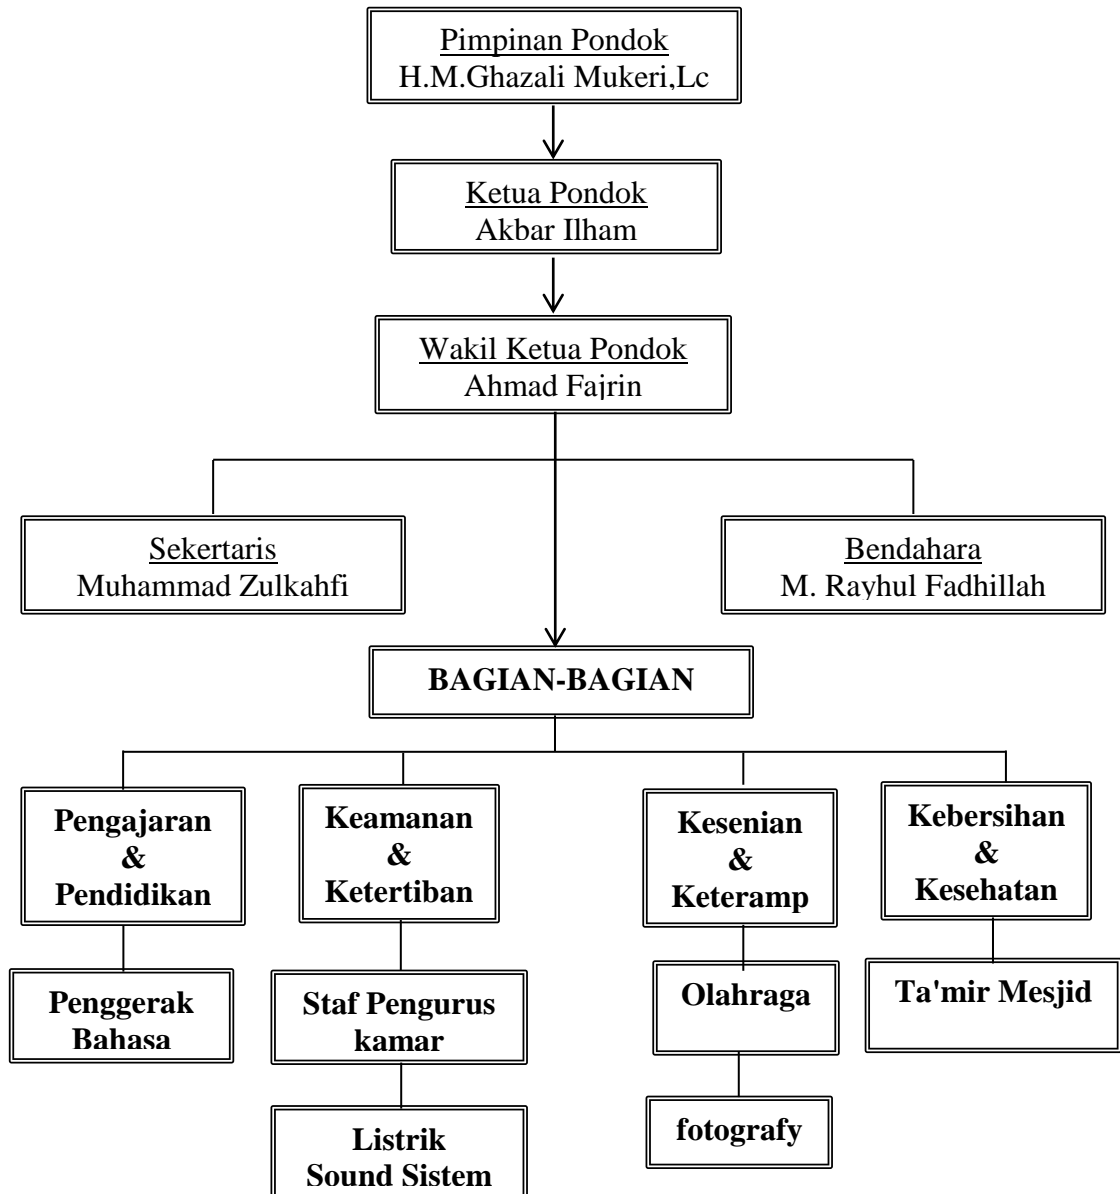 Pimpinan Pondok
H.M.Ghazali Mukeri,Lc
Ketua Pondok
Akbar Ilham
Wakil Ketua Pondok
Ahmad Fajrin
Sekertaris
Muhammad Zulkahfi
Bendahara
M. Rayhul Fadhillah
BAGIAN-BAGIAN
Pengajaran
&
Pendidikan
Keamanan
&
Ketertiban
Kesenian
&
Keteramp
Kebersihan
&
Kesehatan
Penggerak
Bahasa
Staf Pengurus
kamar
Olahraga
Ta'mir Mesjid
Listrik
Sound Sistem
fotografy